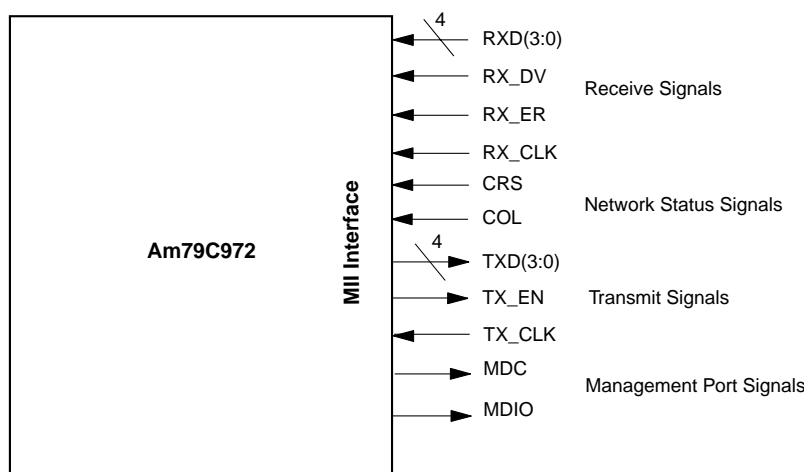 4
RXD(3:0)
RX_DV
Receive Signals
RX_ER
RX_CLK
CRS
Network Status Signals
COL
Am79C972
MII Interface
4
TXD(3:0)
TX_EN
Transmit Signals
TX_CLK
MDC
Management Port Signals
MDIO